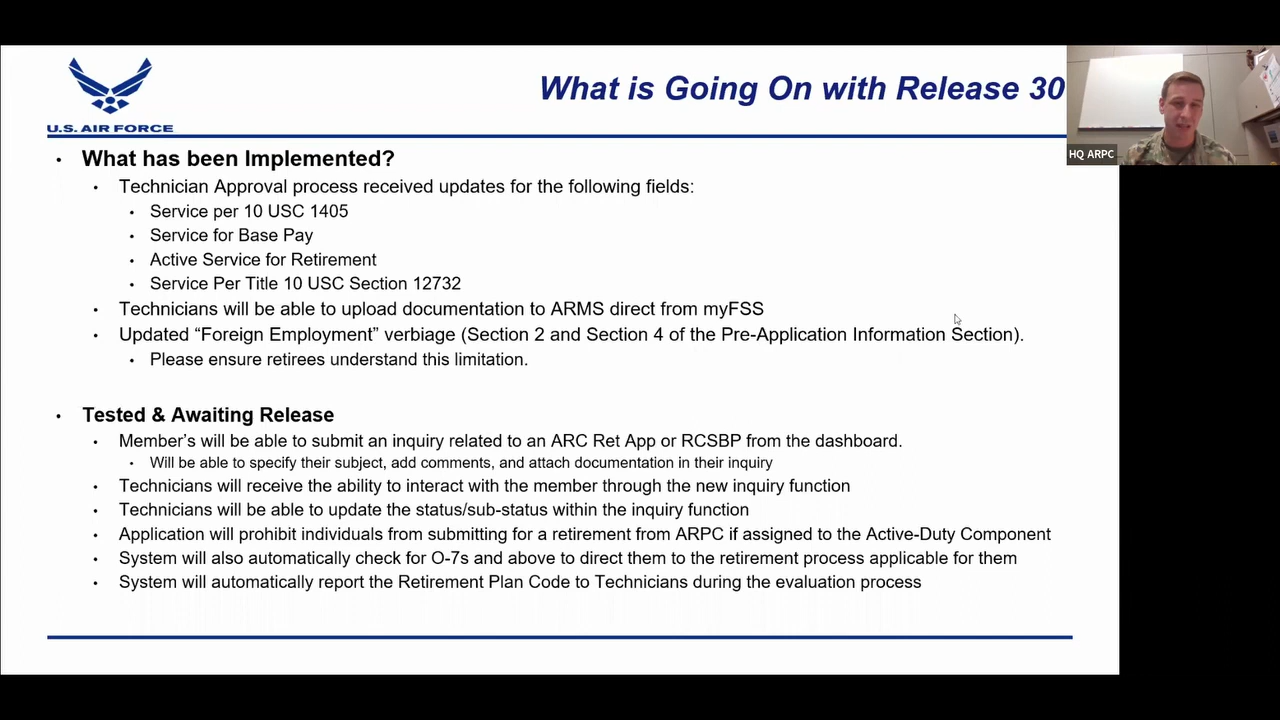 What is Going On with Release 30
U.S. AIR FORCE
HQ ARPC
• What has been Implemented?
• Technician Approval process received updates for the following fields:
• Service per 10 USC 1405
• Service for Base Pay
• Active Service for Retirement
• Service Per Title 10 USC Section 12732
• Technicians will be able to upload documentation to ARMS direct from myFSS
• Updated “Foreign Employment” verbiage (Section 2 and Section 4 of the Pre-Application Information Section).
• Please ensure retirees understand this limitation.
• Tested & Awaiting Release
• Member’s will be able to submit an inquiry related to an ARC Ret App or RCSBP from the dashboard.
• Will be able to specify their subject, add comments, and attach documentation in their inquiry
• Technicians will receive the ability to interact with the member through the new inquiry function
• Technicians will be able to update the status/sub-status within the inquiry function
• Application will prohibit individuals from submitting for a retirement from ARPC if assigned to the Active-Duty Component
• System will also automatically check for O-7s and above to direct them to the retirement process applicable for them
• System will automatically report the Retirement Plan Code to Technicians during the evaluation process